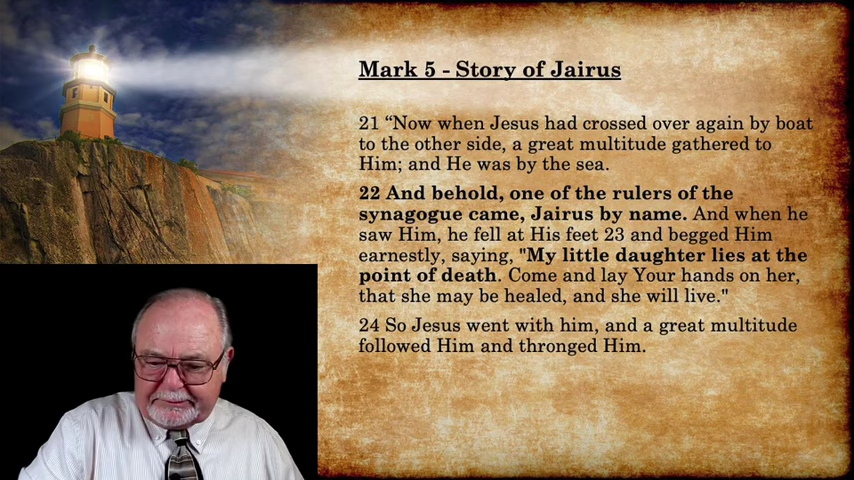 Mark 5 - Story of Jairus
21 “Now when Jesus had crossed over again by boat
to the other side, a great multitude gathered to
Him; and He was by the sea.
22 And behold, one of the rulers of the
synagogue came, Jairus by name. And when he
saw Him, he fell at His feet 23 and begged Him
earnestly, saying, "My little daughter lies at the
point of death. Come and lay Your hands on her,
that she may be healed, and she will live."
24 So Jesus went with him, and a great multitude
followed Him and thronged Him.